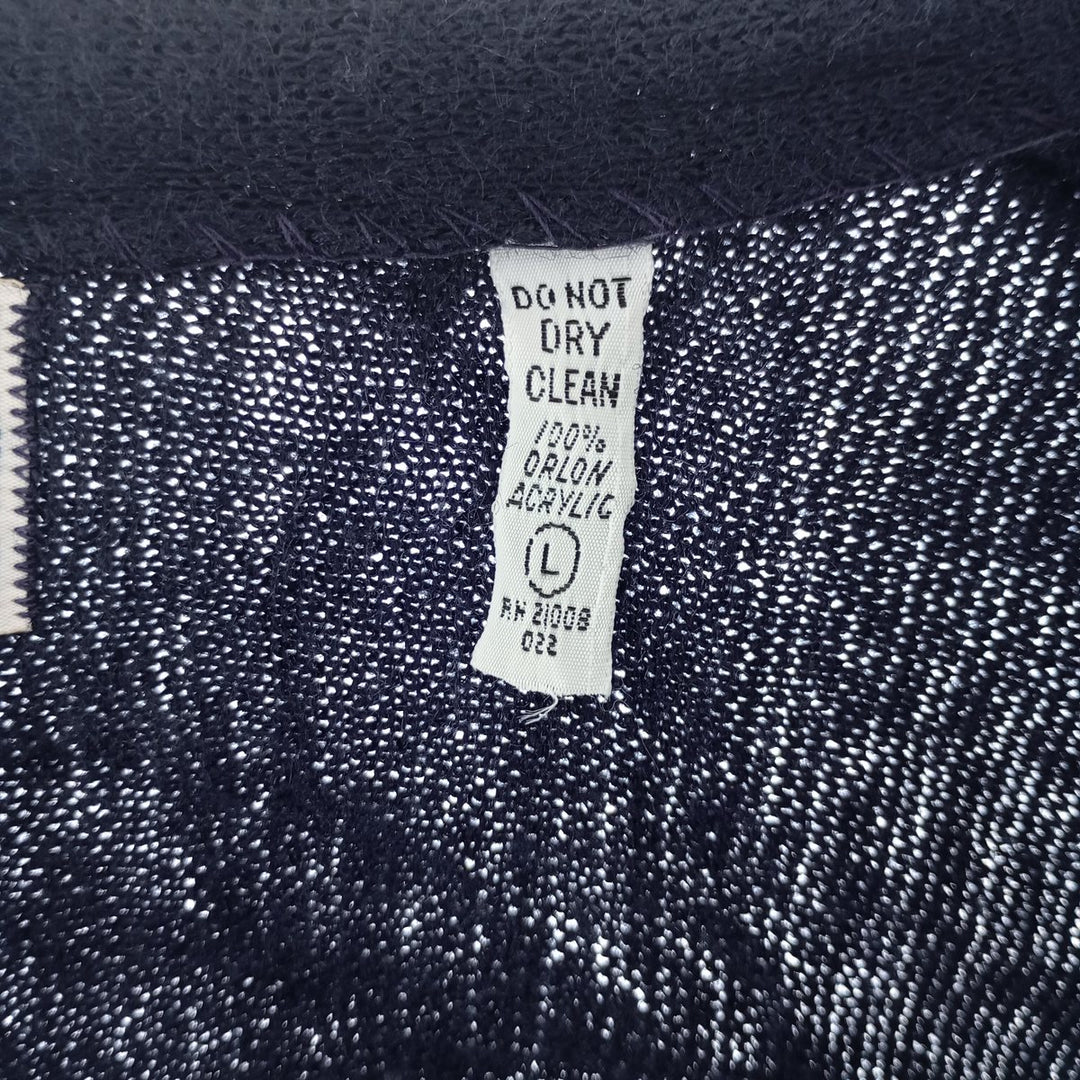 DO NOT
DRY
CLEAN
100%
ORLON
ACRYLIC
L
RN 21008
022